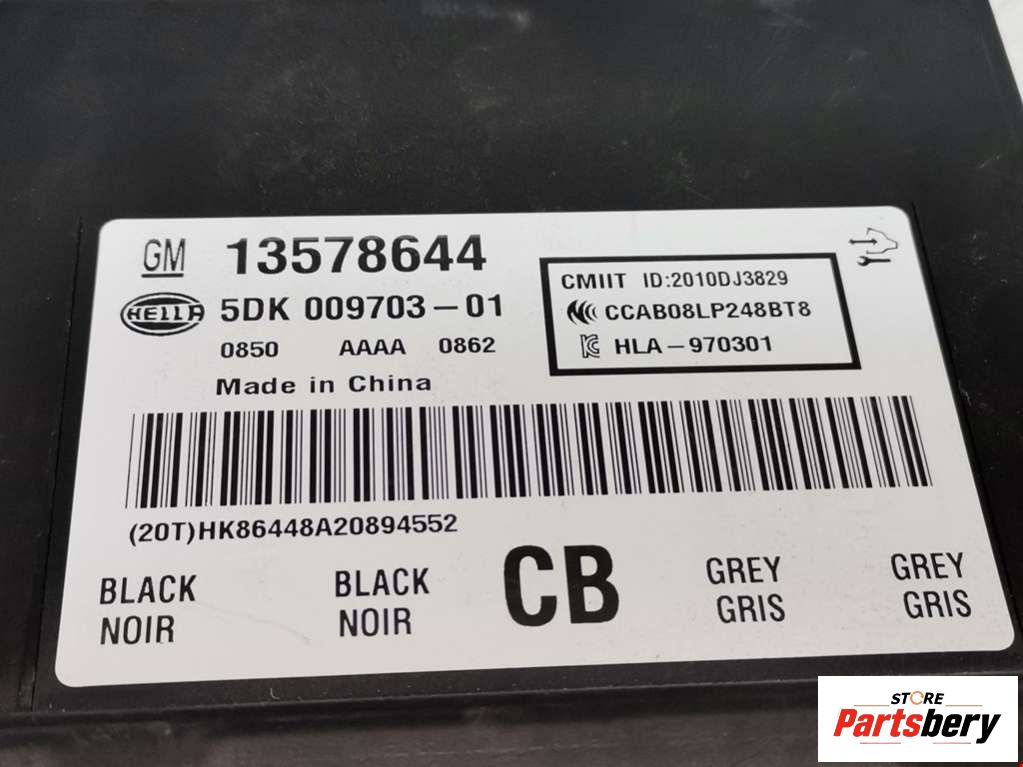 GM 13578644
HELLA 5DK 009703-01
0850 AAAA 0862
Made in China
CMIIT ID:2010DJ3829
CCAB08LP248BT8
HLA-970301
(20T)HK86448A20894552
BLACK NOIR
BLACK NOIR
CB
GREY GRIS
GREY GRIS
STORE
Partsbery